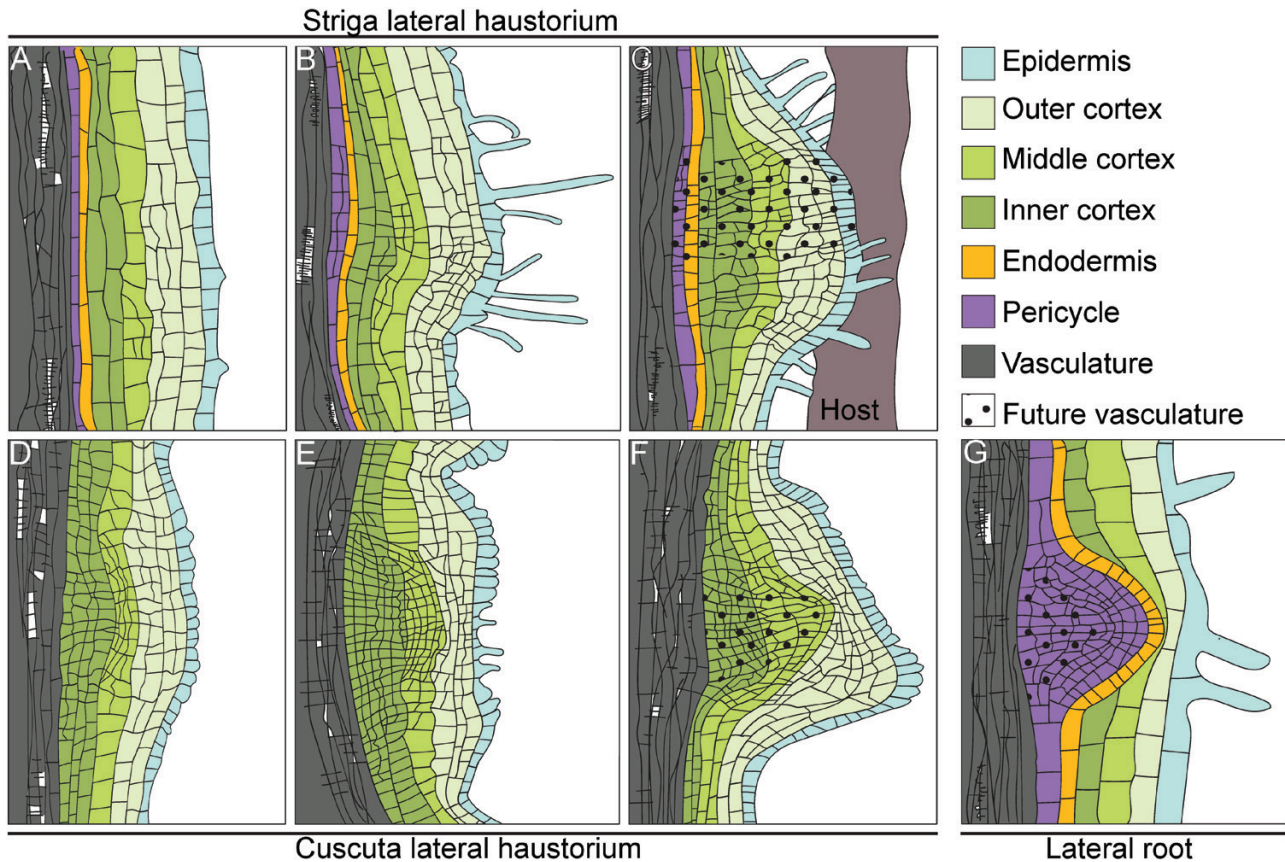 Striga lateral haustorium
A
B
C
Host
Epidermis
Outer cortex
Middle cortex
Inner cortex
Endodermis
Pericycle
Vasculature
Future vasculature
D
E
F
G
Cuscuta lateral haustorium
Lateral root